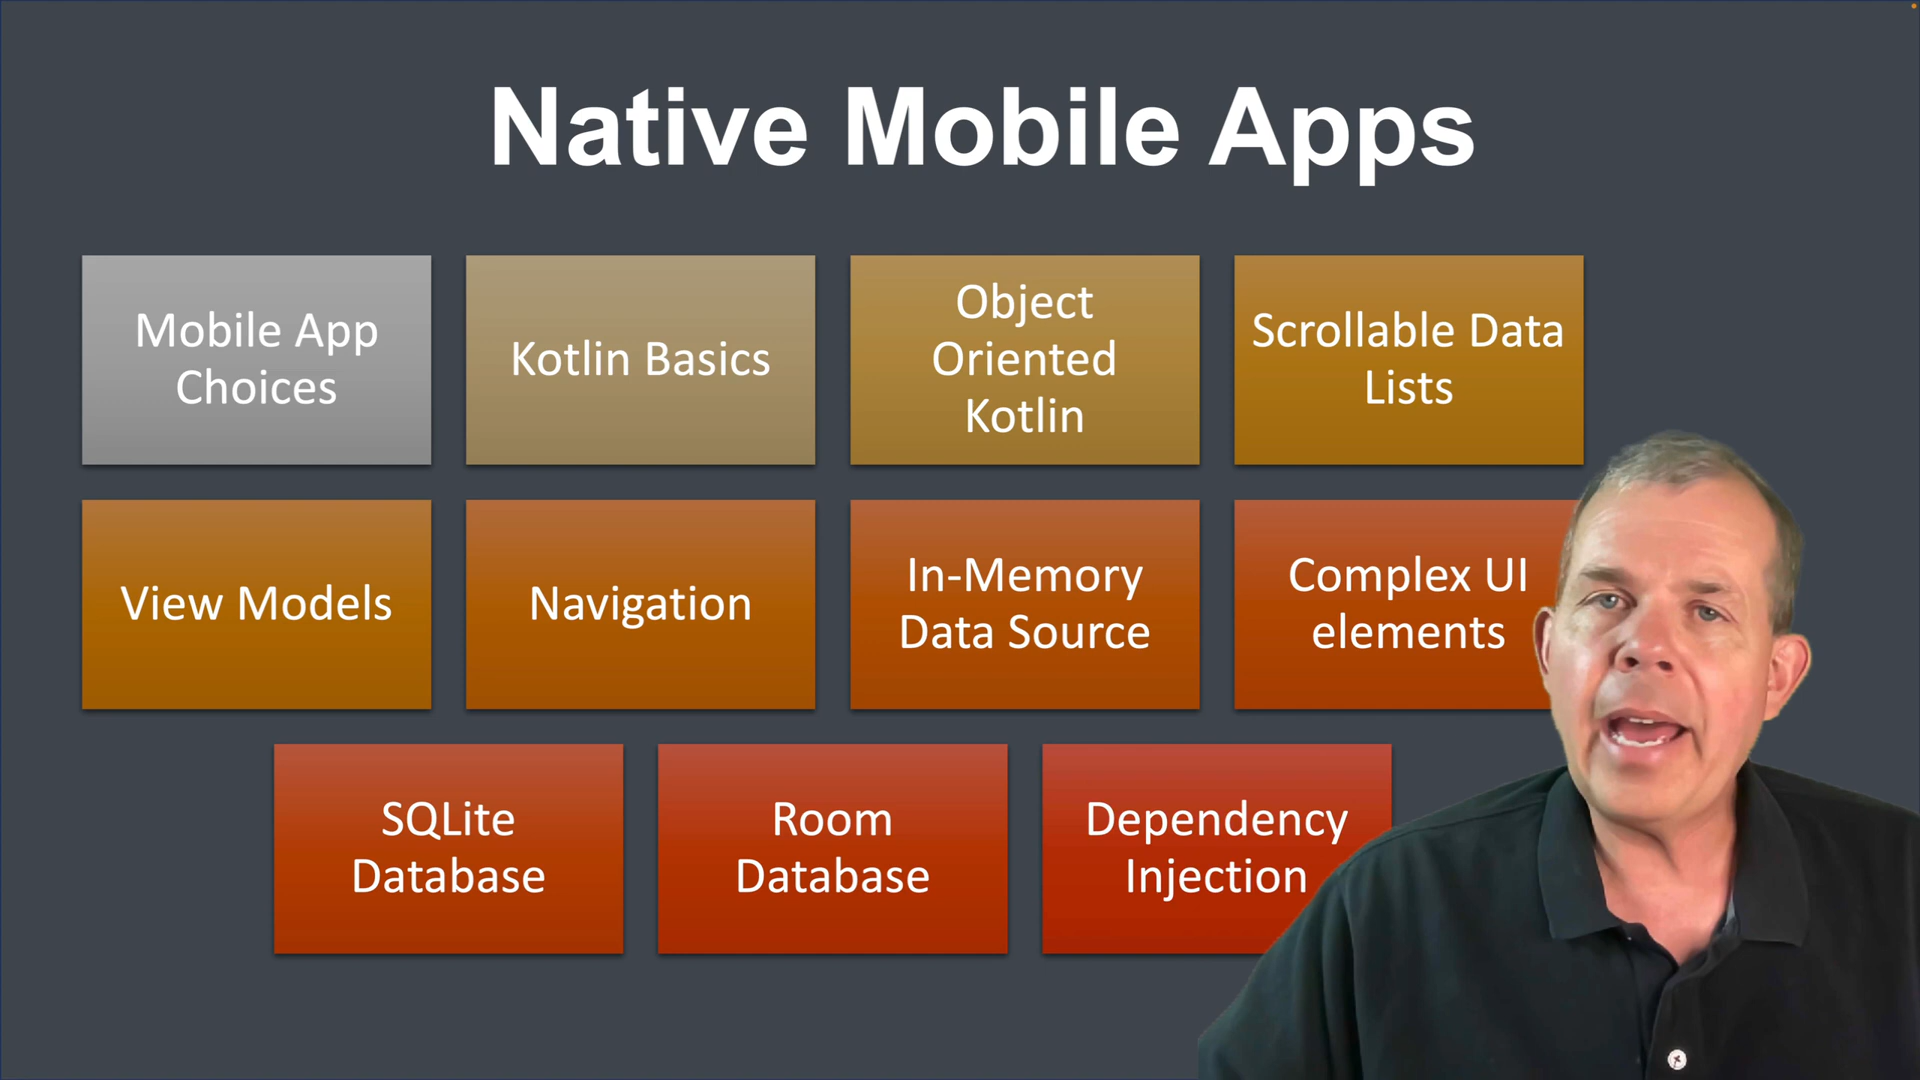 Native Mobile Apps
Mobile App
Choices
Kotlin Basics
Object
Oriented
Kotlin
Scrollable Data
Lists
View Models
Navigation
In-Memory
Data Source
Complex UI
elements
SQLite
Database
Room
Database
Dependency
Injection